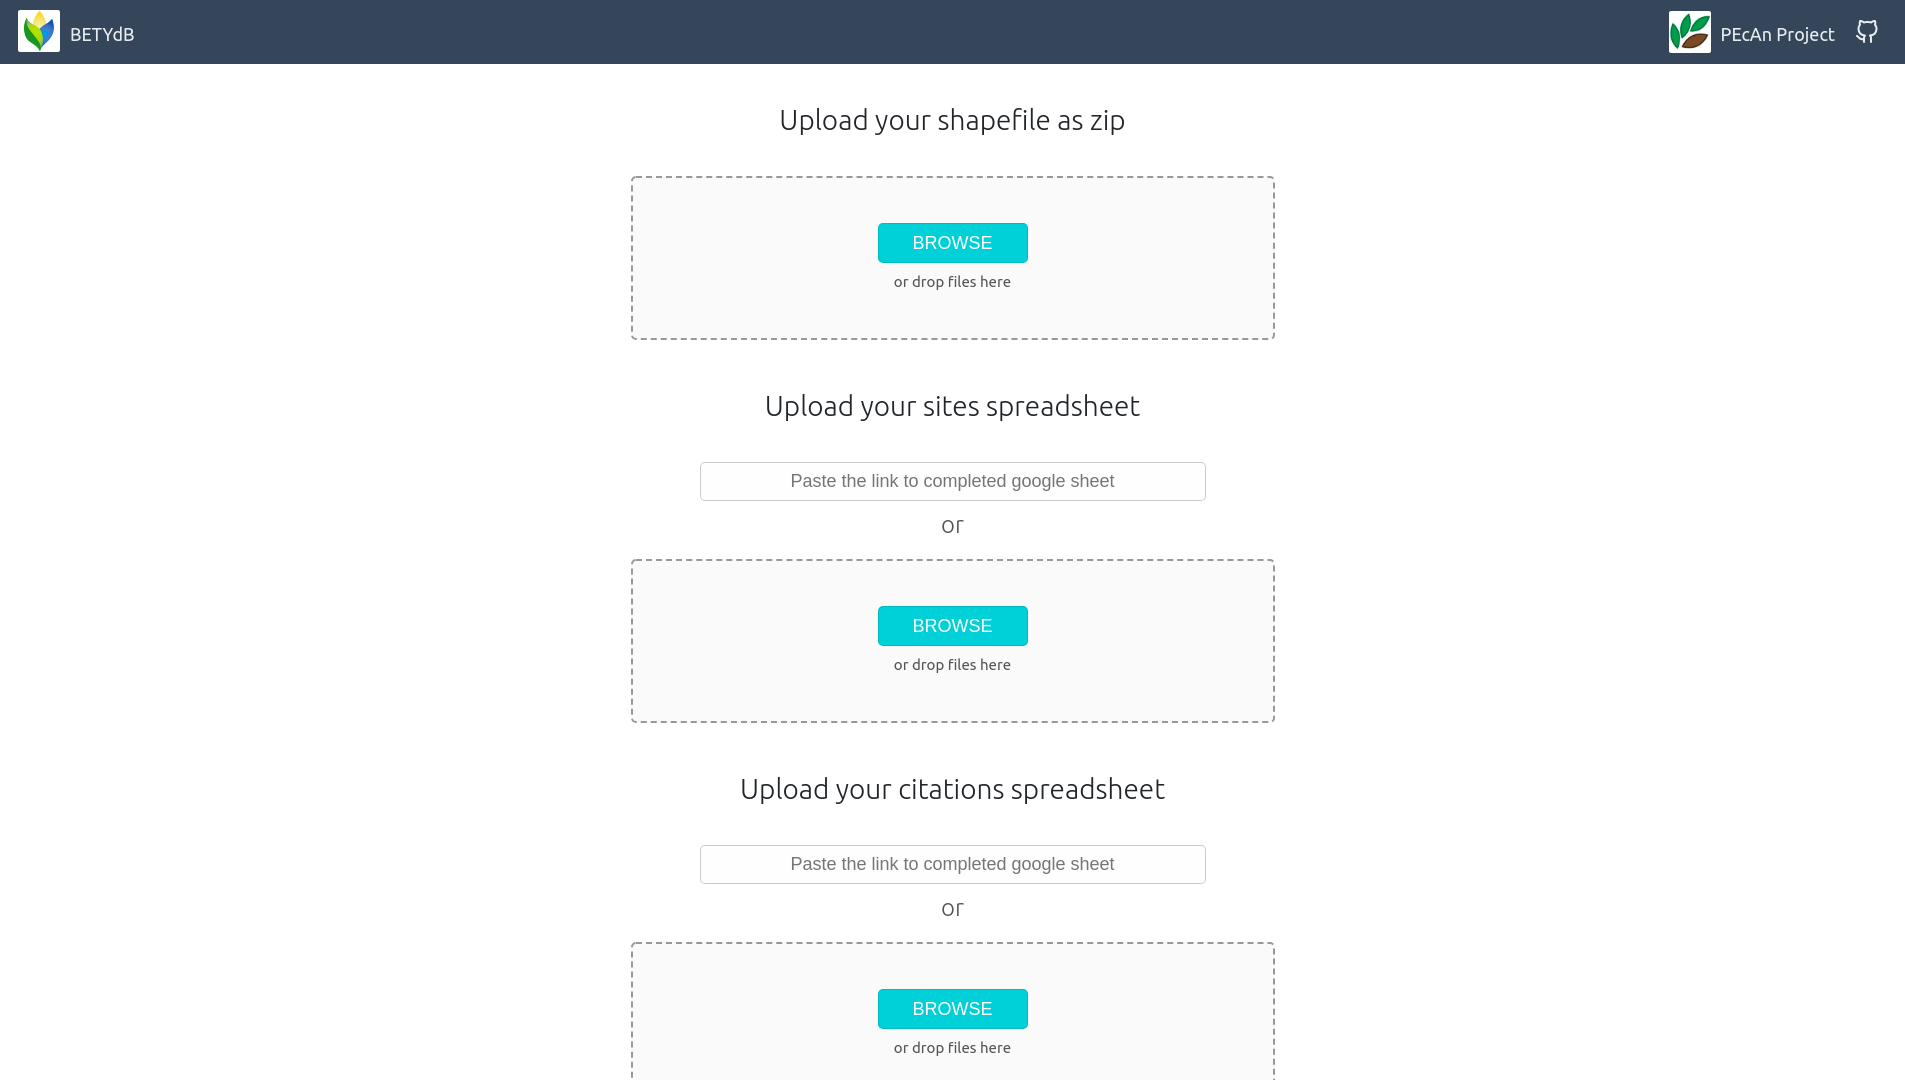 BETYdB
PEcAn Project
Upload your shapefile as zip
BROWSE
or drop files here
Upload your sites spreadsheet
Paste the link to completed google sheet
or
BROWSE
or drop files here
Upload your citations spreadsheet
Paste the link to completed google sheet
or
BROWSE
or drop files here